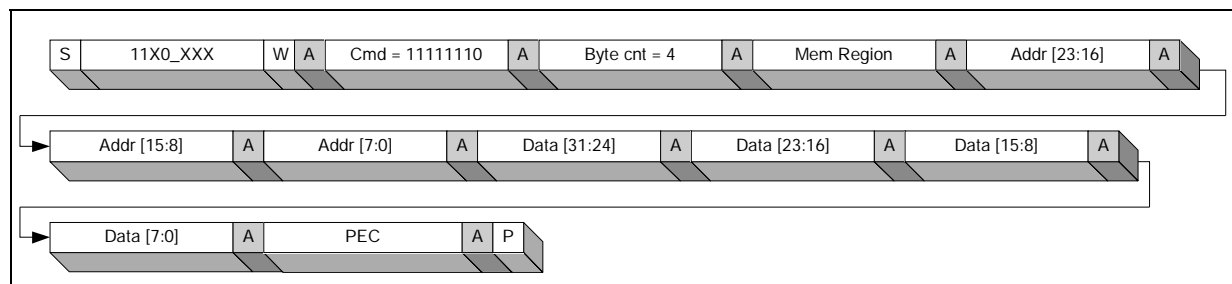 S 11X0_XXX W A Cmd = 11111110 A Byte cnt = 4 A Mem Region A Addr [23:16] A
Addr [15:8] A Addr [7:0] A Data [31:24] A Data [23:16] A Data [15:8] A
Data [7:0] A PEC A P